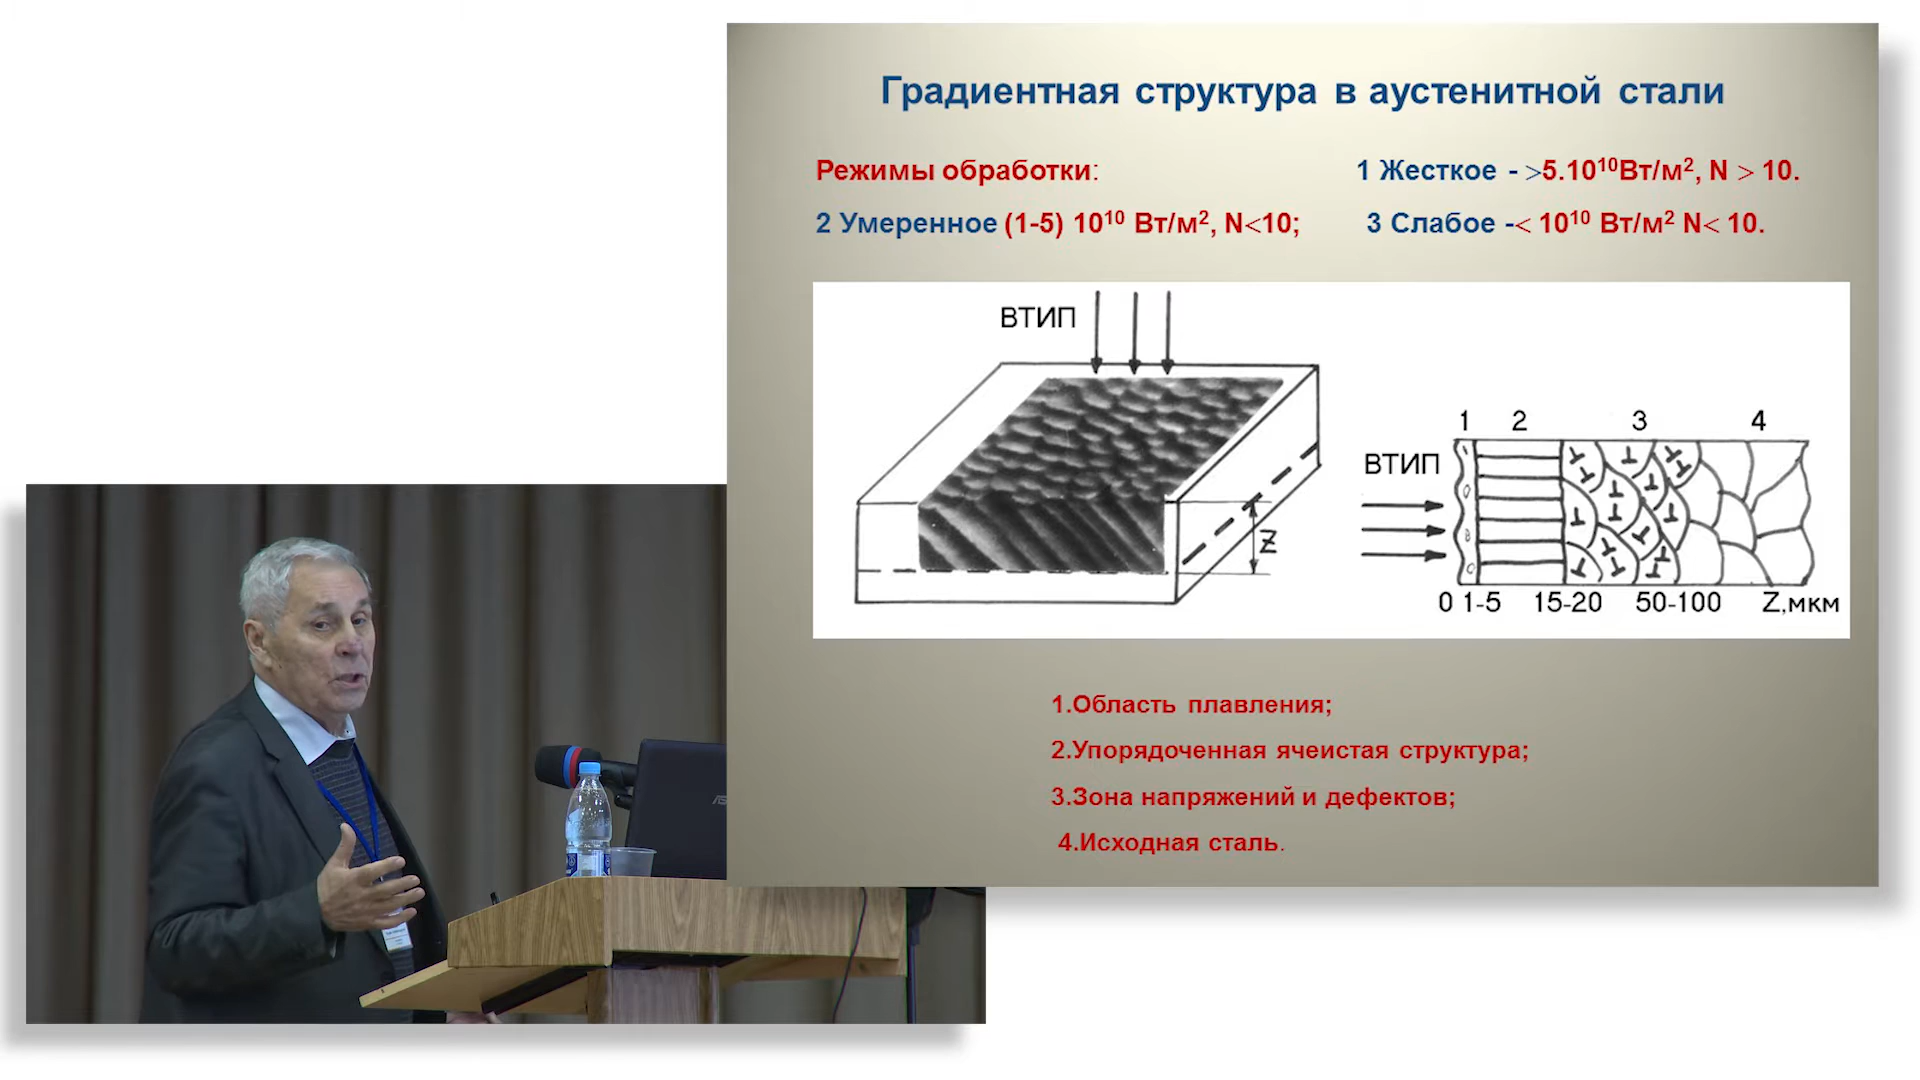 Градиентная структура в аустенитной стали
Режимы обработки: 1 Жесткое - >5.10¹⁰Вт/м², N > 10.
2 Умеренное (1-5) 10¹⁰ Вт/м², N<10; 3 Слабое -< 10¹⁰ Вт/м² N< 10.
ВТИП
Z
1 2 3 4
ВТИП
0 1-5 15-20 50-100 Z,мкм
1.Область плавления;
2.Упорядоченная ячеистая структура;
3.Зона напряжений и дефектов;
4.Исходная сталь.